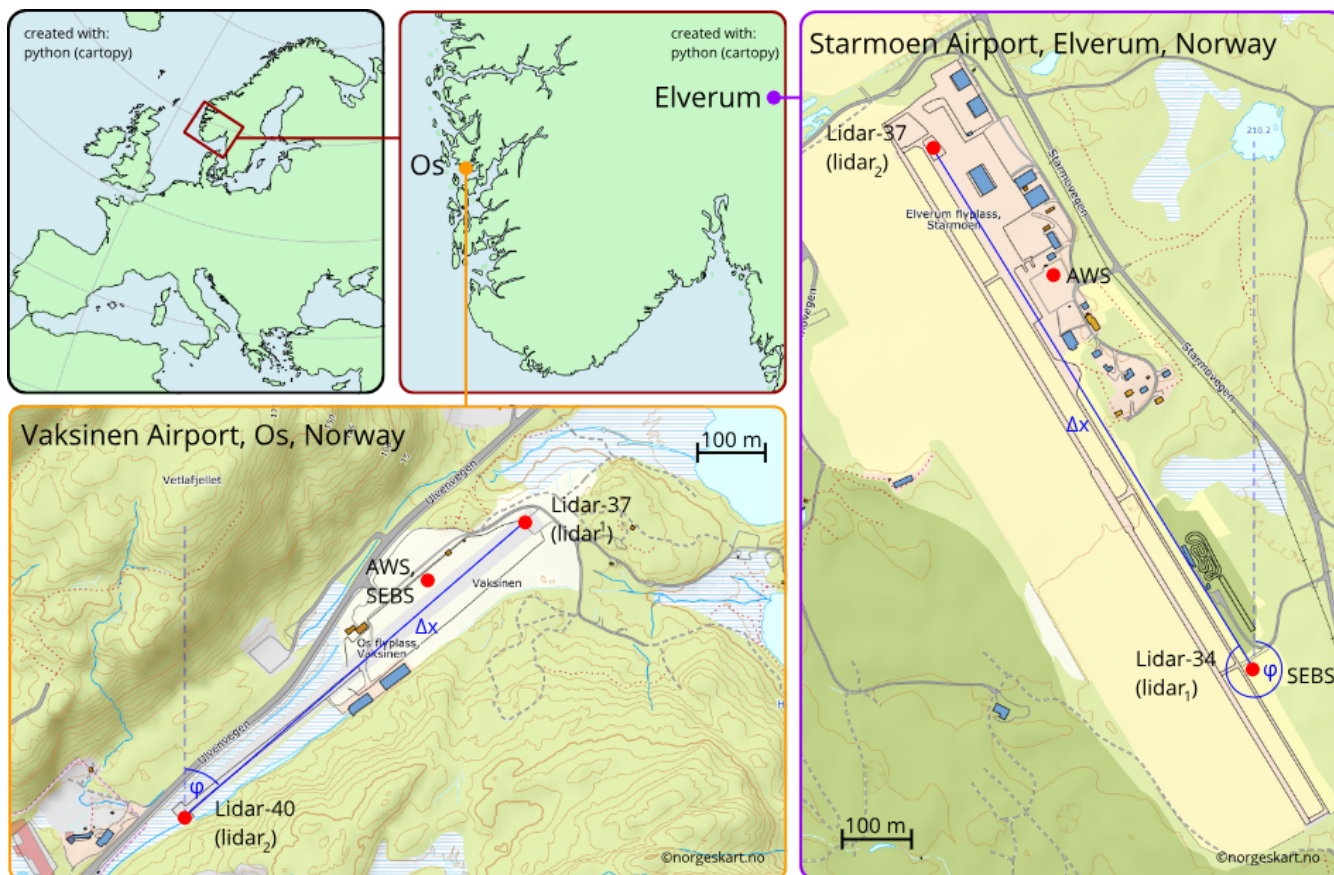 created with:
python (cartopy)
created with:
python (cartopy)
Elverum
Os
Starmoen Airport, Elverum, Norway
Lidar-37
(lidar2)
210.2
Starmovegen
Elverum flyplass,
Starmoen
AWS
Starmovegen
Δx
Lidar-34
(lidar1)
φ
SEBS
100 m
©norgeskart.no
Vaksinen Airport, Os, Norway
100 m
Vetlafjellet
Ulvenvegen
Lidar-37
(lidar1)
AWS,
SEBS
Vaksinen
Δx
Os flyplass,
Vaksinen
Ulvenvegen
φ
Lidar-40
(lidar2)
©norgeskart.no